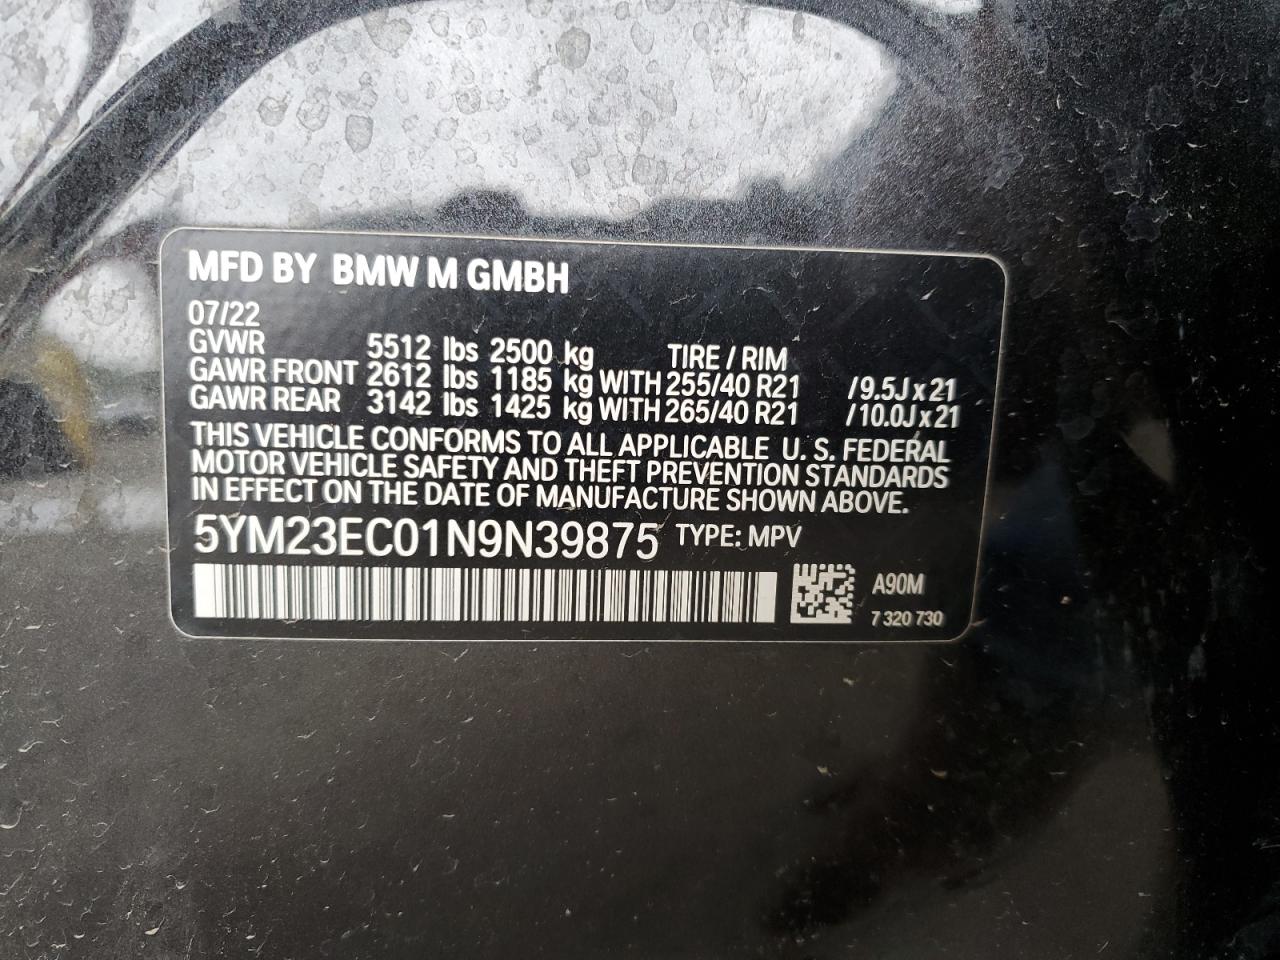 MFD BY BMW M GMBH
07/22
GVWR 5512 lbs 2500 kg TIRE / RIM
GAWR FRONT 2612 lbs 1185 kg WITH 255/40 R21 /9.5J x 21
GAWR REAR 3142 lbs 1425 kg WITH 265/40 R21 /10.0J x 21
THIS VEHICLE CONFORMS TO ALL APPLICABLE U. S. FEDERAL
MOTOR VEHICLE SAFETY AND THEFT PREVENTION STANDARDS
IN EFFECT ON THE DATE OF MANUFACTURE SHOWN ABOVE.
5YM23EC01N9N39875 TYPE: MPV
A90M
7 320 730